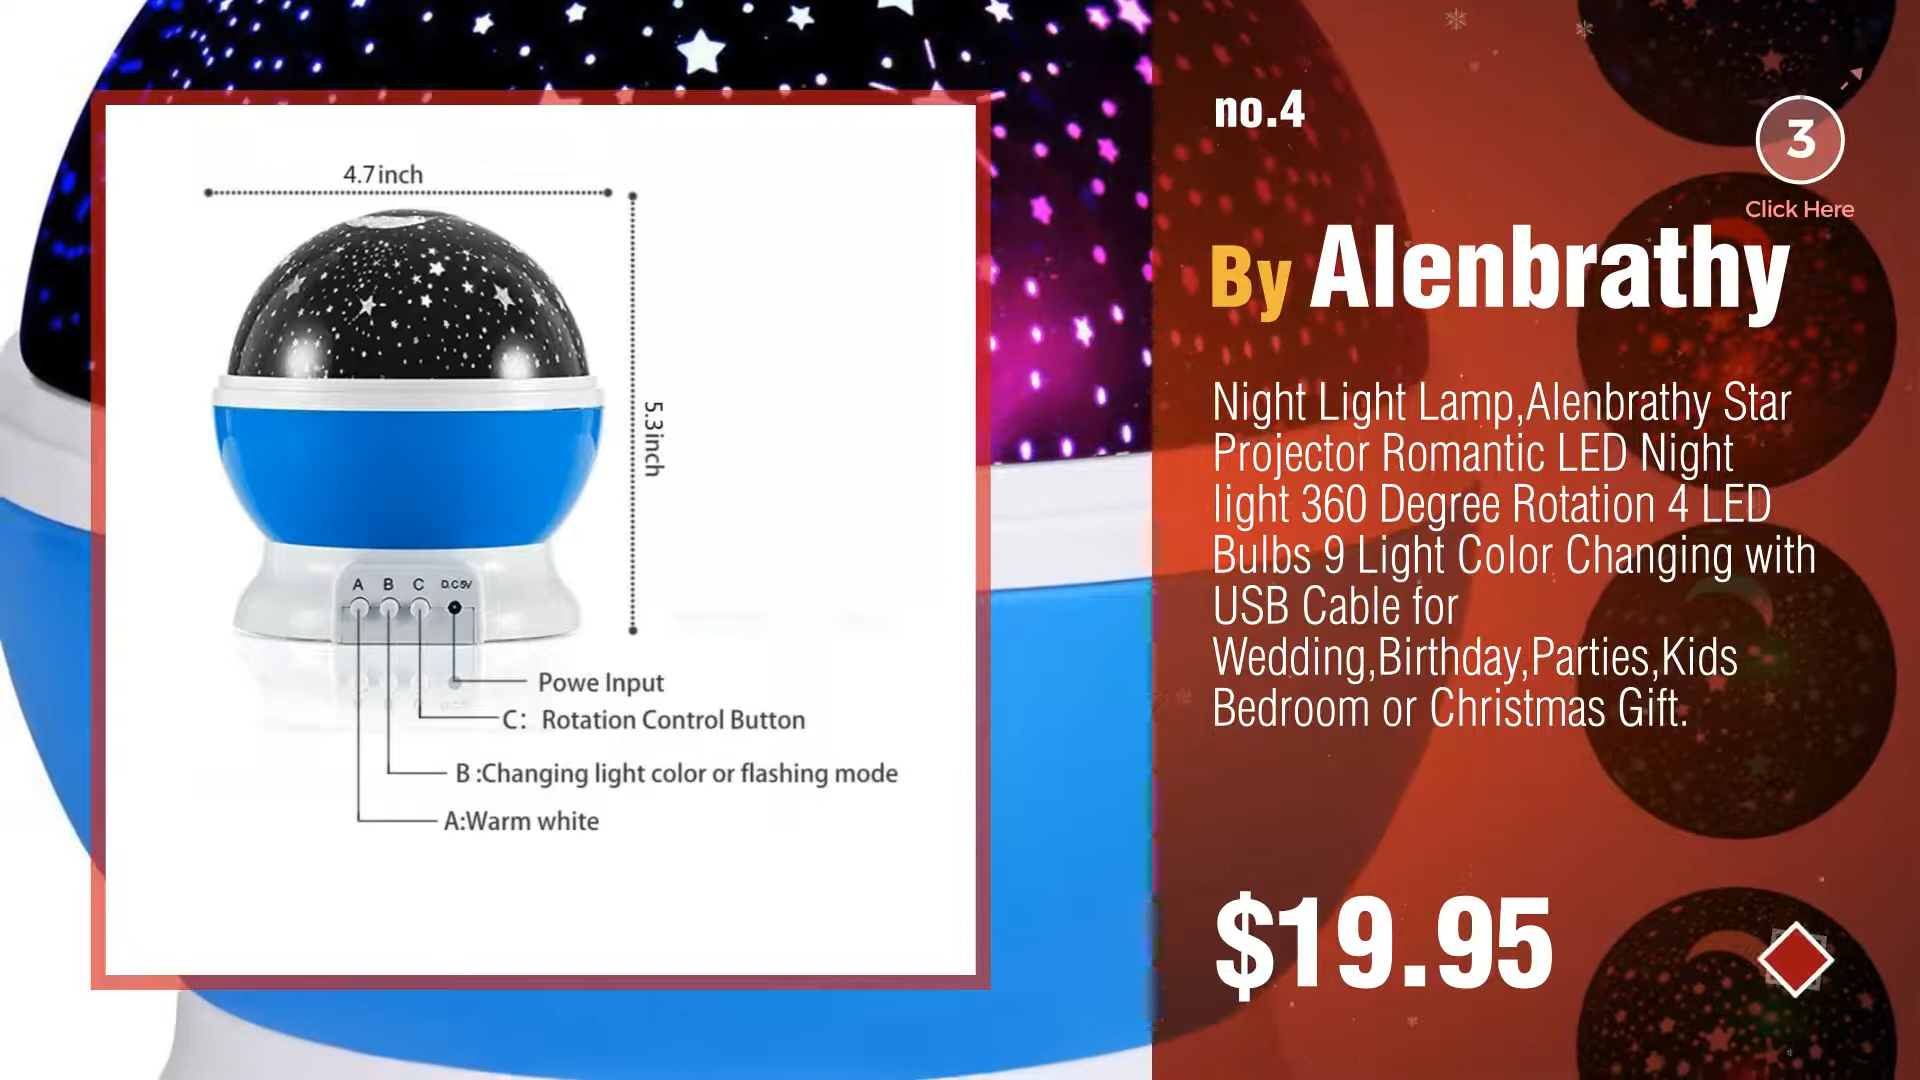 4.7inch
5.3inch
A B C D.C5V
Powe Input
C: Rotation Control Button
B :Changing light color or flashing mode
A:Warm white
no.4
3
Click Here
By Alenbrathy
Night Light Lamp,Alenbrathy Star
Projector Romantic LED Night
light 360 Degree Rotation 4 LED
Bulbs 9 Light Color Changing with
USB Cable for
Wedding,Birthday,Parties,Kids
Bedroom or Christmas Gift.
$19.95